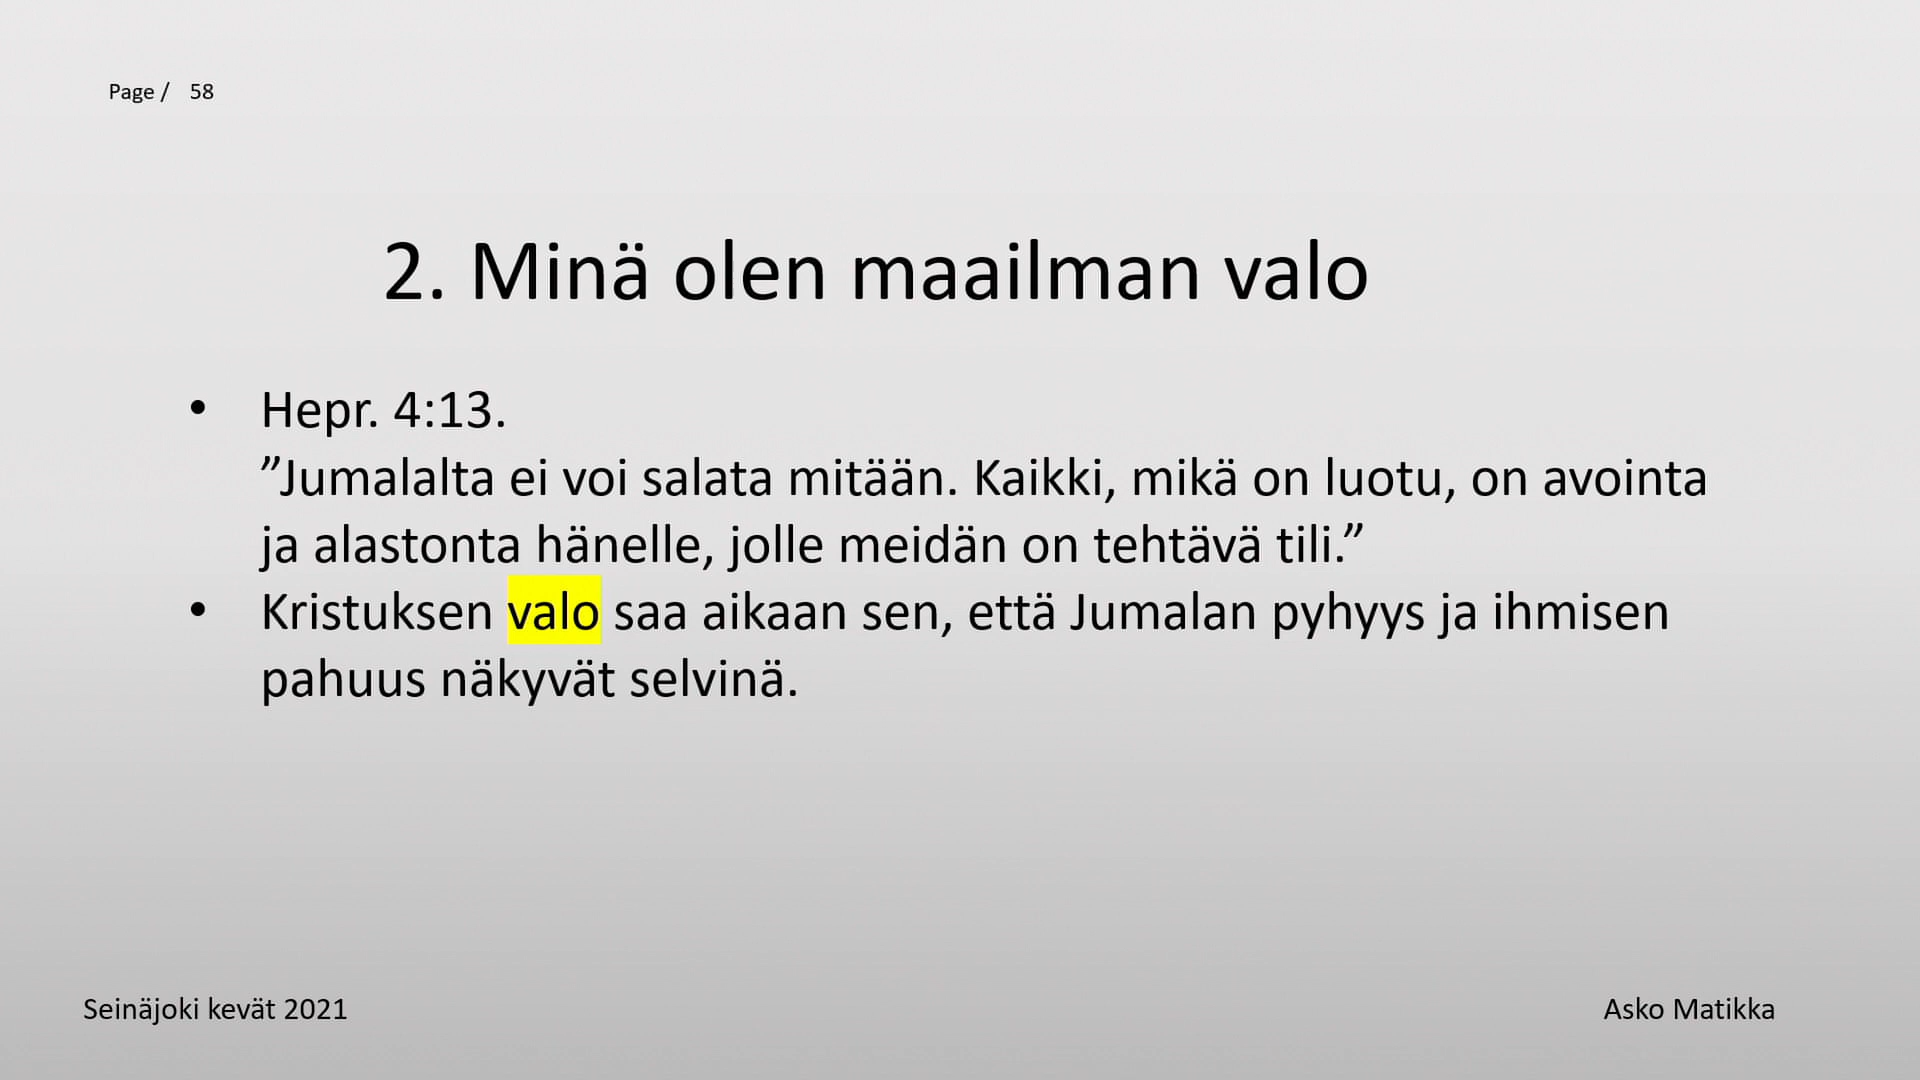 Page / 58
2. Minä olen maailman valo
• Hepr. 4:13.
”Jumalalta ei voi salata mitään. Kaikki, mikä on luotu, on avointa
ja alastonta hänelle, jolle meidän on tehtävä tili.”
• Kristuksen valo saa aikaan sen, että Jumalan pyhyys ja ihmisen
pahuus näkyvät selvinä.
Seinäjoki kevät 2021
Asko Matikka